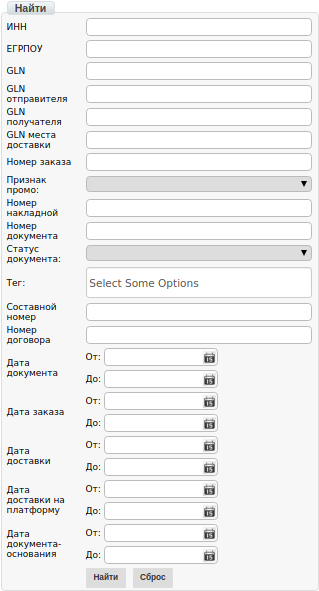 Найти
ИНН
ЕГРПОУ
GLN
GLN
отправителя
GLN
получателя
GLN места
доставки
Номер заказа
Признак
промо:
Номер
накладной
Номер
документа
Статус
документа:
Тег:
Select Some Options
Составной
номер
Номер
договора
Дата
документа
От:
До:
Дата заказа
От:
До:
Дата
доставки
От:
До:
Дата
доставки на
платформу
От:
До:
Дата
документа-
основания
От:
До:
Найти Сброс